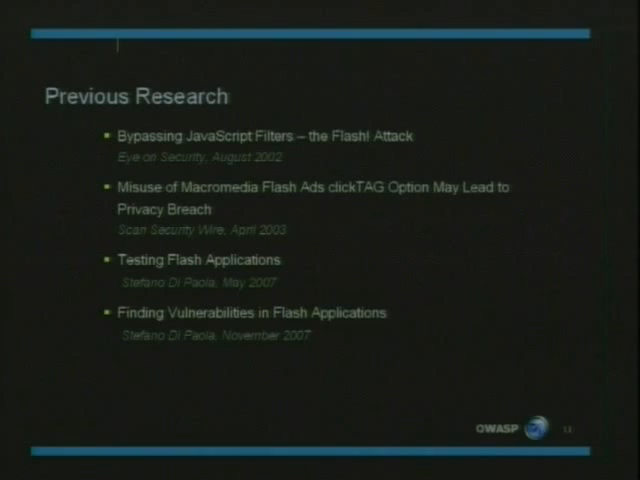 Previous Research
Bypassing JavaScript Filters – the Flash! Attack
Eye on Security, August 2002
Misuse of Macromedia Flash Ads clickTAG Option May Lead to
Privacy Breach
Scan Security Wire, April 2003
Testing Flash Applications
Stefano Di Paola, May 2007
Finding Vulnerabilities in Flash Applications
Stefano Di Paola, November 2007
OWASP